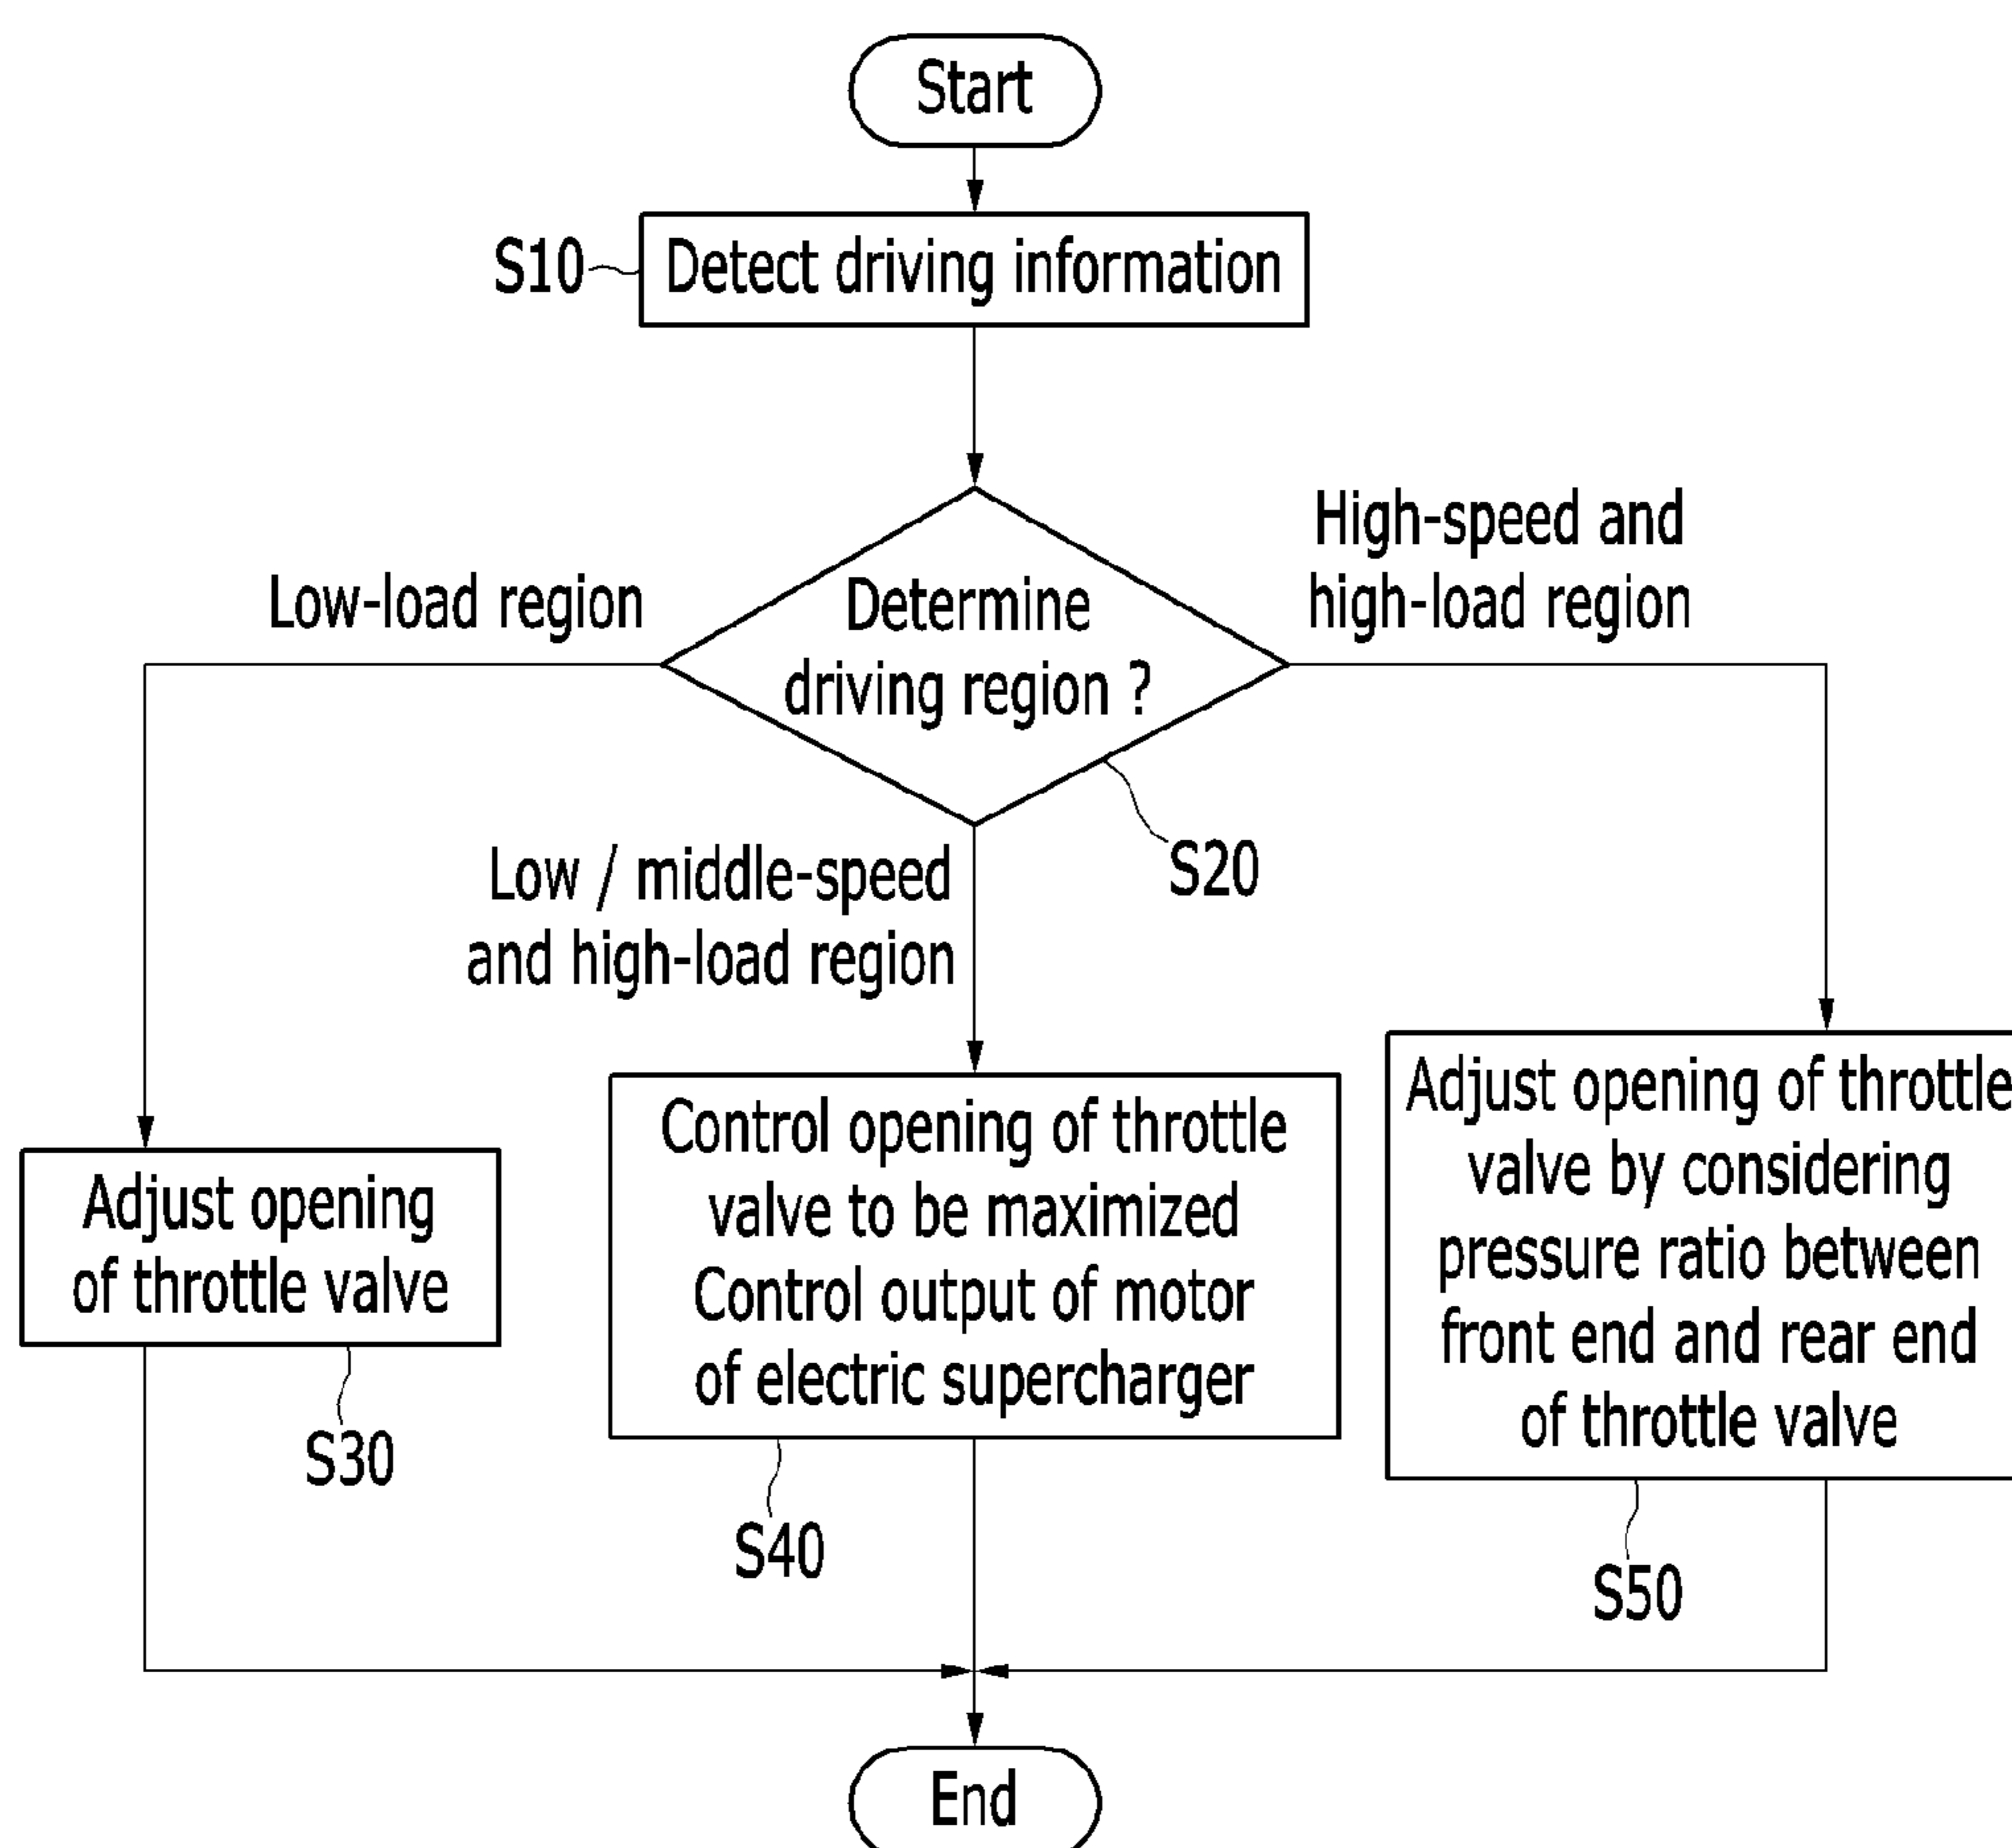 Start
S10
Detect driving information
High-speed and
high-load region
Low-load region
Determine
driving region ?
S20
Low / middle-speed
and high-load region
Adjust opening
of throttle valve
S30
Control opening of throttle
valve to be maximized
Control output of motor
of electric supercharger
S40
Adjust opening of throttle
valve by considering
pressure ratio between
front end and rear end
of throttle valve
S50
End